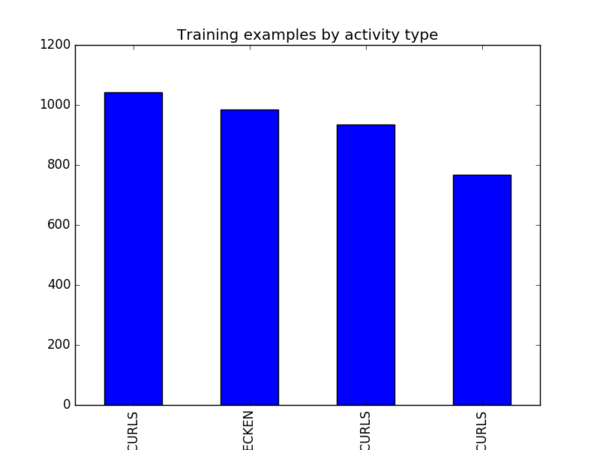 Training examples by activity type
1200
1000
800
600
400
200
0
CURLS
ECKEN
CURLS
CURLS